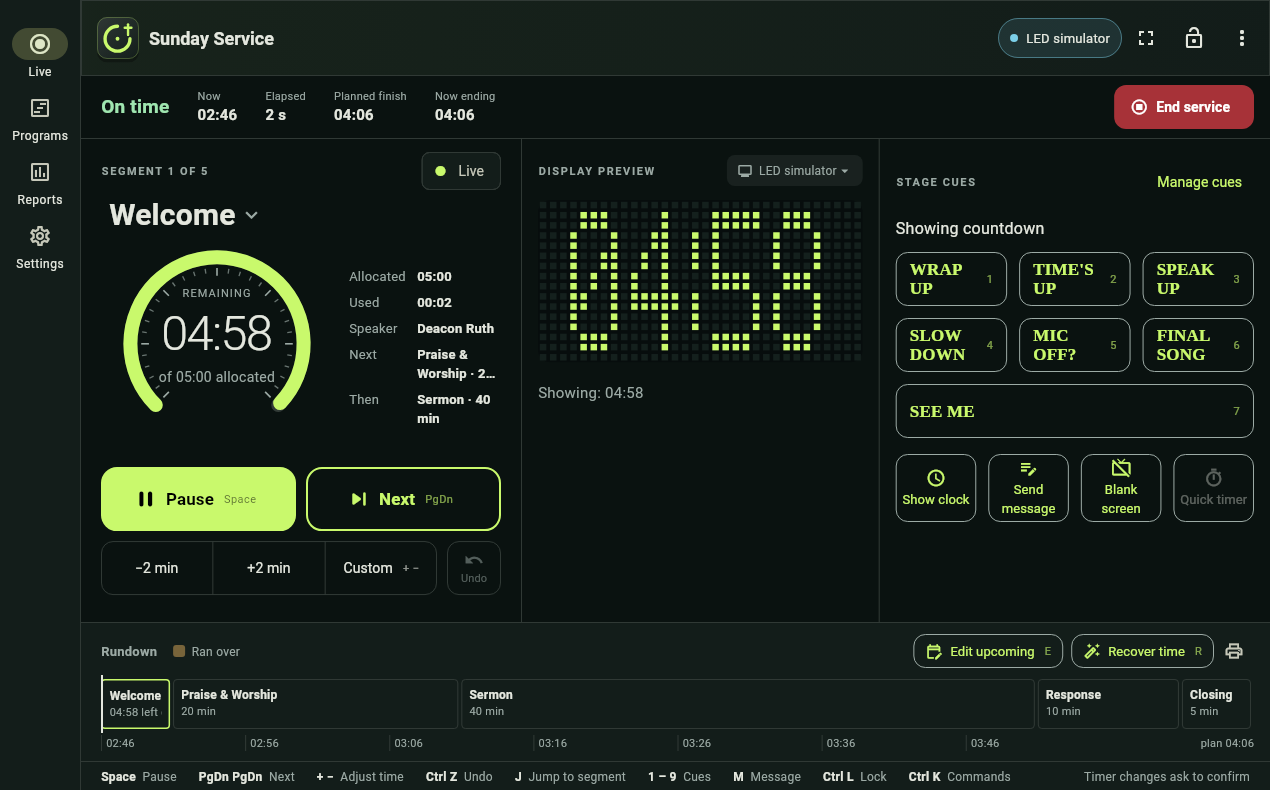 Live
Programs
Reports
Settings
Sunday Service
LED simulator
On time
Now
02:46
Elapsed
2 s
Planned finish
04:06
Now ending
04:06
End service
SEGMENT 1 OF 5
Live
Welcome
REMAINING
04:58
of 05:00 allocated
Allocated 05:00
Used 00:02
Speaker Deacon Ruth
Next Praise &
Worship · 2...
Then Sermon · 40
min
Pause Space
Next PgDn
−2 min
+2 min
Custom + −
Undo
DISPLAY PREVIEW
LED simulator
04:58
Showing: 04:58
STAGE CUES
Manage cues
Showing countdown
WRAP
UP 1
TIME'S
UP 2
SPEAK
UP 3
SLOW
DOWN 4
MIC
OFF? 5
FINAL
SONG 6
SEE ME 7
Show clock
Send
message
Blank
screen
Quick timer
Rundown
Ran over
Edit upcoming E
Recover time R
Welcome
04:58 left
Praise & Worship
20 min
Sermon
40 min
Response
10 min
Closing
5 min
02:46 02:56 03:06 03:16 03:26 03:36 03:46 plan 04:06
Space Pause PgDn PgDn Next + − Adjust time Ctrl Z Undo J Jump to segment 1 – 9 Cues M Message Ctrl L Lock Ctrl K Commands Timer changes ask to confirm